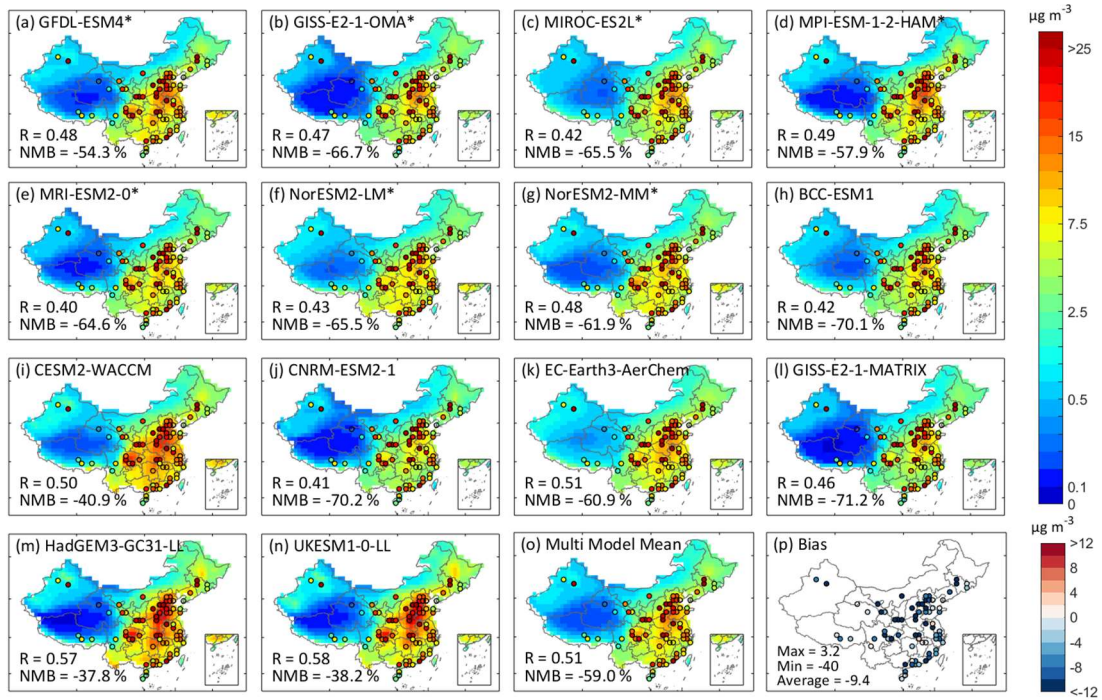 (a) GFDL-ESM4*
R = 0.48
NMB = -54.3 %
(b) GISS-E2-1-OMA*
R = 0.47
NMB = -66.7 %
(c) MIROC-ES2L*
R = 0.42
NMB = -65.5 %
(d) MPI-ESM-1-2-HAM*
R = 0.49
NMB = -57.9 %
(e) MRI-ESM2-0*
R = 0.40
NMB = -64.6 %
(f) NorESM2-LM*
R = 0.43
NMB = -65.5 %
(g) NorESM2-MM*
R = 0.48
NMB = -61.9 %
(h) BCC-ESM1
R = 0.42
NMB = -70.1 %
(i) CESM2-WACCM
R = 0.50
NMB = -40.9 %
(j) CNRM-ESM2-1
R = 0.41
NMB = -70.2 %
(k) EC-Earth3-AerChem
R = 0.51
NMB = -60.9 %
(l) GISS-E2-1-MATRIX
R = 0.46
NMB = -71.2 %
(m) HadGEM3-GC31-LL
R = 0.57
NMB = -37.8 %
(n) UKESM1-0-LL
R = 0.58
NMB = -38.2 %
(o) Multi Model Mean
R = 0.51
NMB = -59.0 %
(p) Bias
Max = 3.2
Min = -40
Average = -9.4
μg m⁻³
>25
15
7.5
2.5
0.5
0.1
0
μg m⁻³
>12
8
4
0
-4
-8
<-12